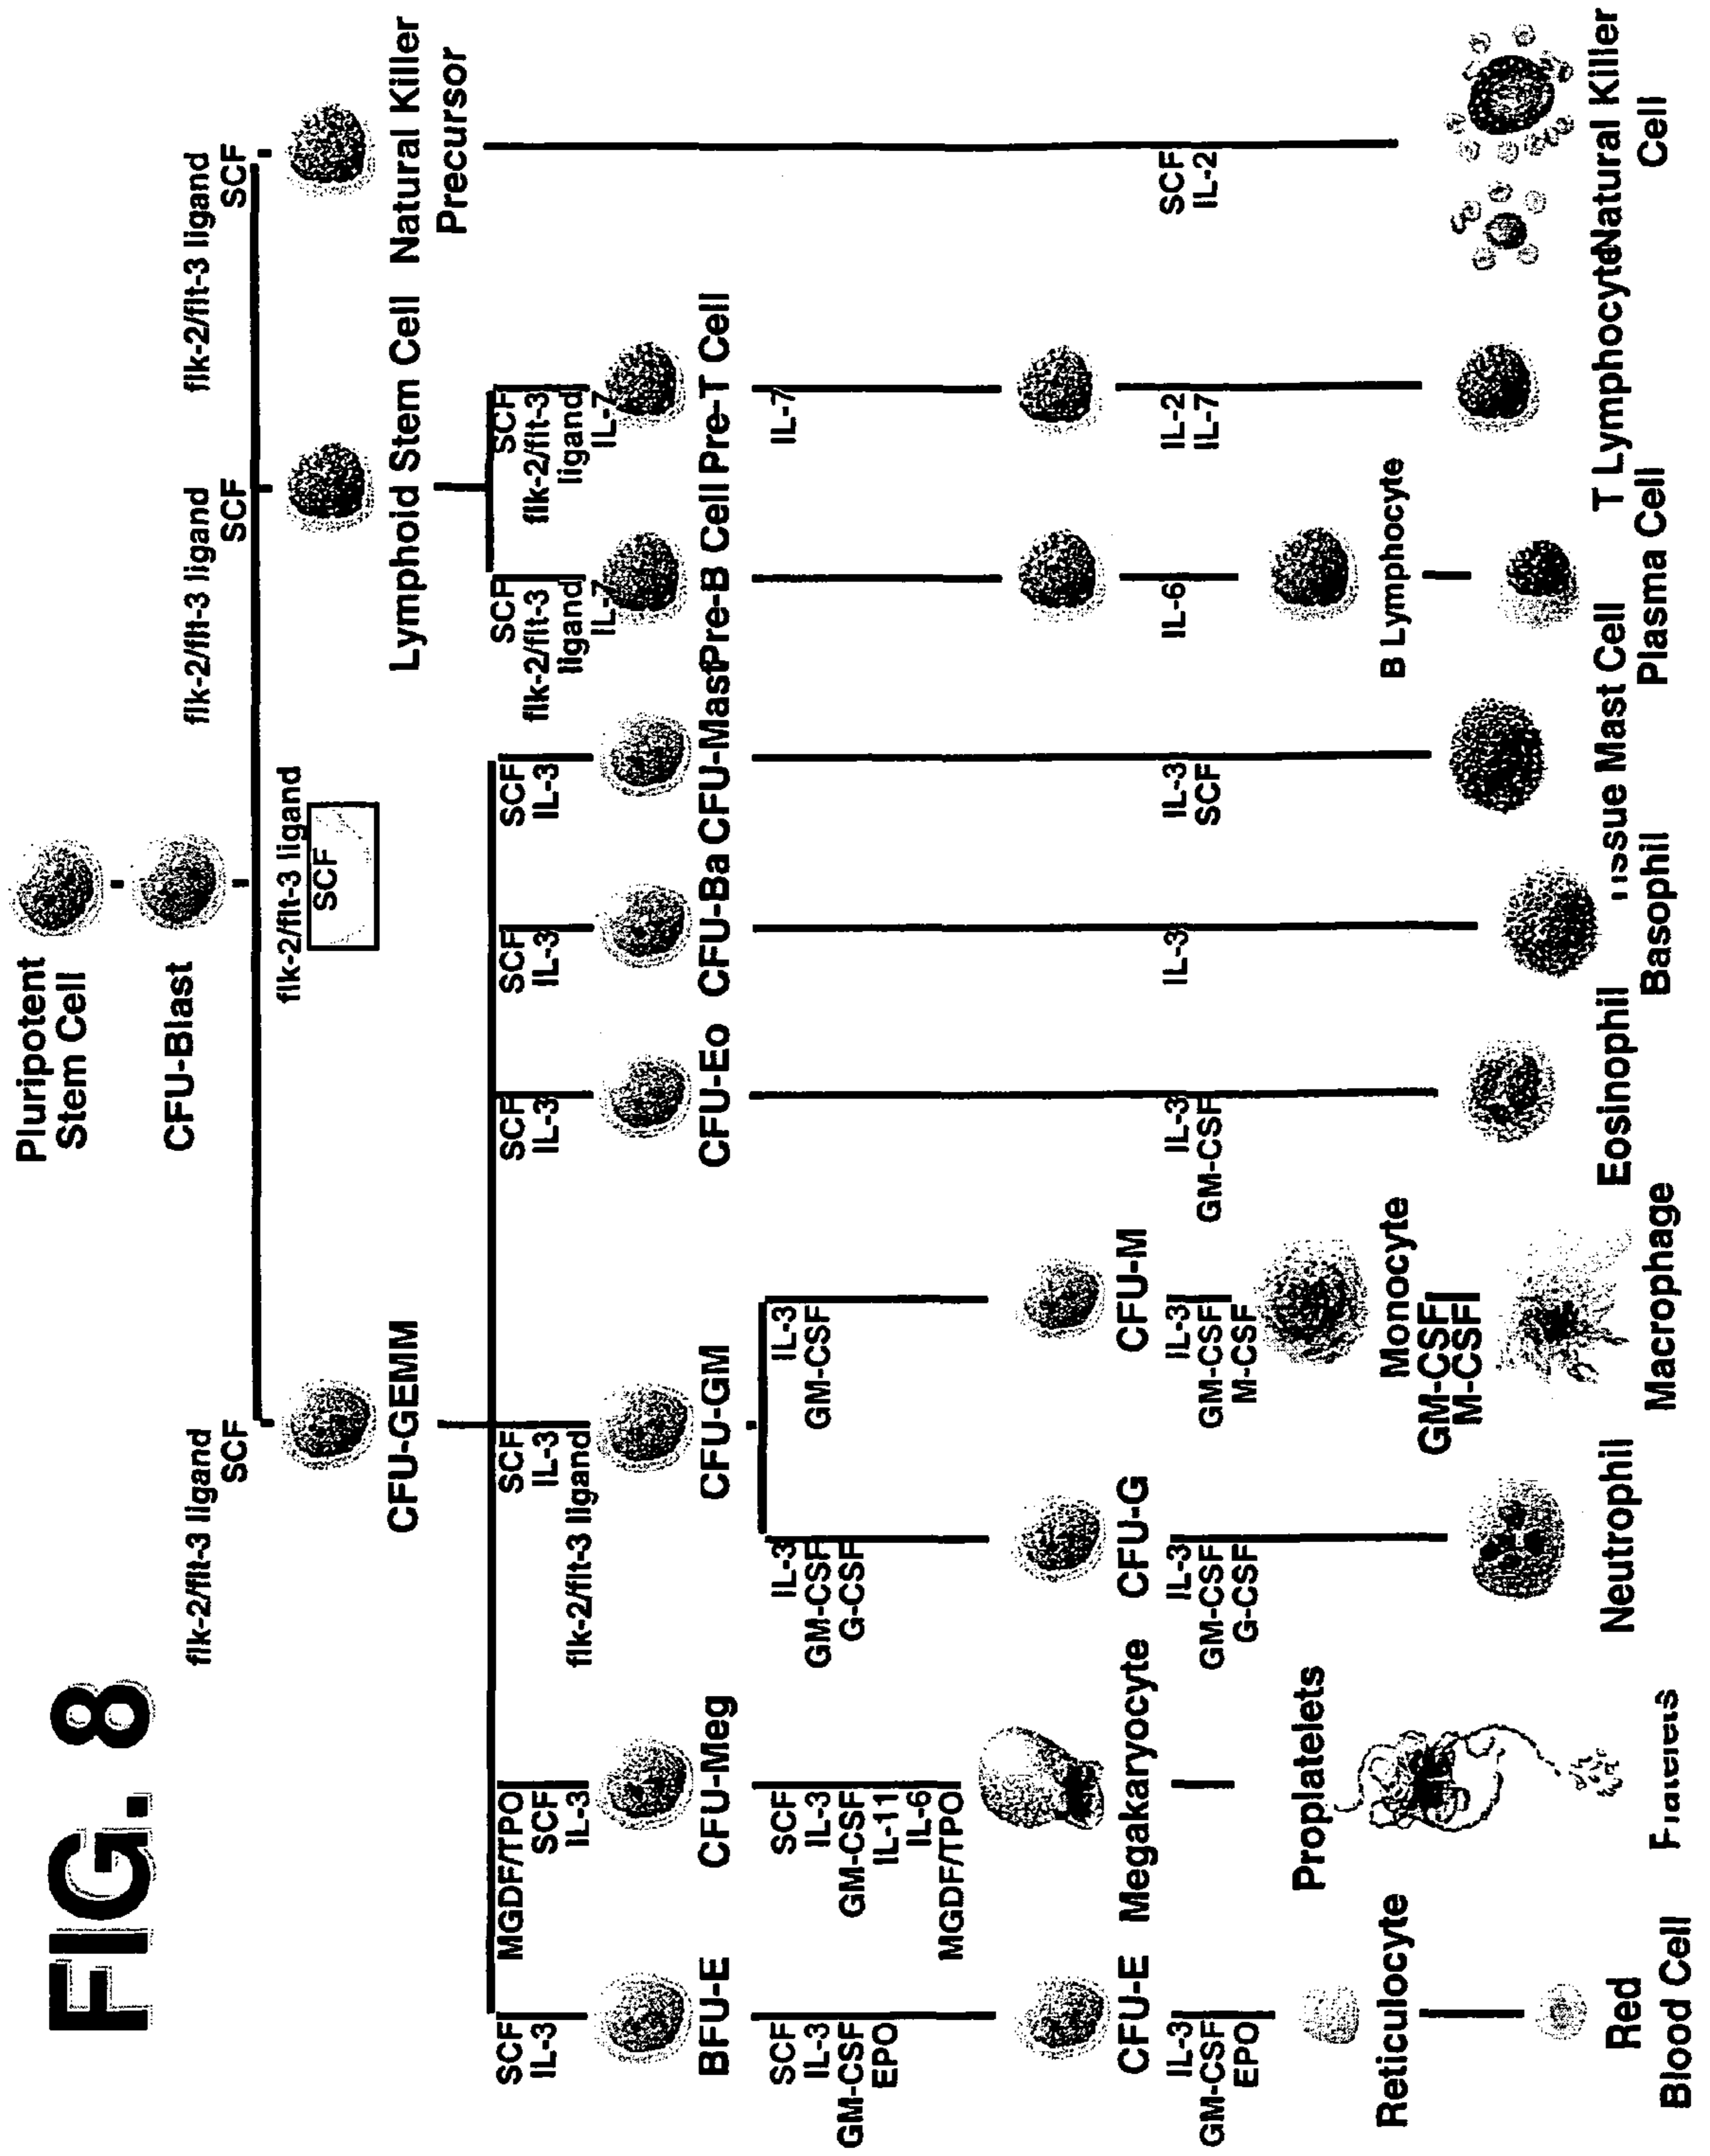 FIG. 8
Pluripotent
Stem Cell
CFU-Blast
flk-2/flt-3 ligand
SCF
flk-2/flt-3 ligand
SCF
flk-2/flt-3 ligand
SCF
flk-2/flt-3 ligand
SCF
CFU-GEMM
Lymphoid Stem Cell
Natural Killer
Precursor
SCF
IL-3
MGDF/TPO
SCF
IL-3
SCF
IL-3
flk-2/flt-3 ligand
SCF
IL-3
SCF
IL-3
SCF
IL-3
SCF
flk-2/flt-3
ligand
IL-7
SCF
flk-2/flt-3
ligand
IL-7
BFU-E
CFU-Meg
CFU-GM
CFU-Eo
CFU-Ba
CFU-Mast
Pre-B Cell
Pre-T Cell
SCF
IL-3
GM-CSF
EPO
SCF
IL-3
GM-CSF
IL-11
IL-6
MGDF/TPO
IL-3
GM-CSF
G-CSF
IL-3
GM-CSF
IL-7
CFU-E
Megakaryocyte
CFU-G
CFU-M
IL-3
GM-CSF
EPO
IL-3
GM-CSF
G-CSF
IL-3
GM-CSF
M-CSF
IL-3
GM-CSF
IL-3
IL-3
SCF
IL-6
IL-2
IL-7
SCF
IL-2
Reticulocyte
Proplatelets
Monocyte
GM-CSF
M-CSF
B Lymphocyte
Red
Blood Cell
Neutrophil
Macrophage
Eosinophil
Basophil
Mast Cell
Plasma Cell
T Lymphocyte
Natural Killer
Cell